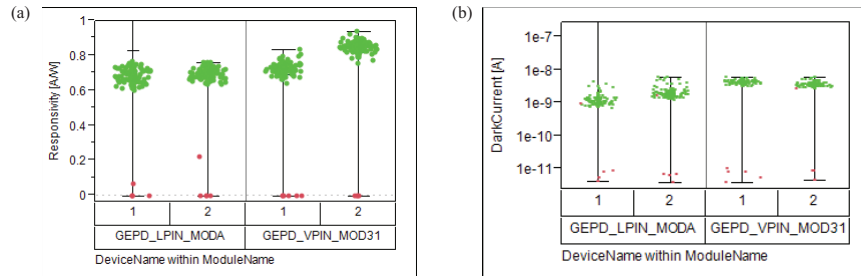 (a)
1
0.8
0.6
0.4
0.2
0
Responsivity [A/W]
1 2 1 2
GEPD_LPIN_MODA GEPD_VPIN_MOD31
DeviceName within ModuleName
(b)
1e-7
1e-8
1e-9
1e-10
1e-11
DarkCurrent [A]
1 2 1 2
GEPD_LPIN_MODA GEPD_VPIN_MOD31
DeviceName within ModuleName